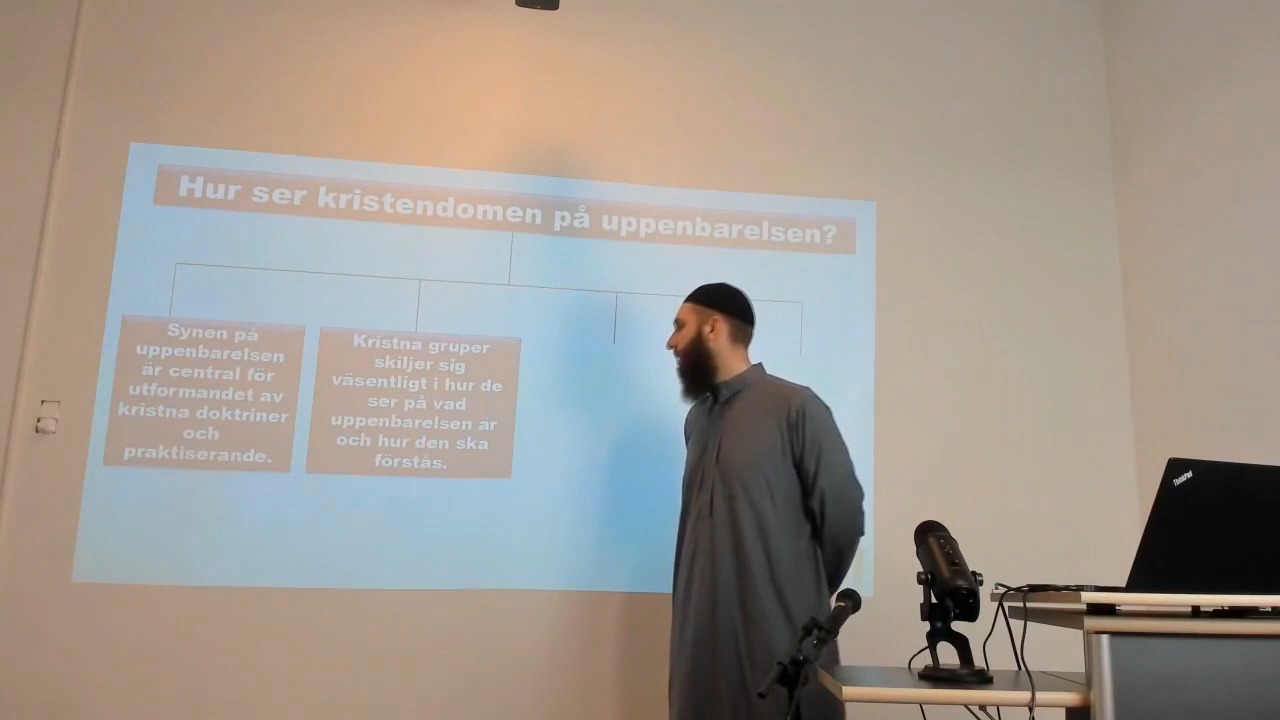 Hur ser kristendomen på uppenbarelsen?
Synen på
uppenbarelsen
är central för
utformandet av
kristna doktriner
och
praktiserande.
Kristna gruper
skiljer sig
väsentligt i hur de
ser på vad
uppenbarelsen är
och hur den ska
förstås.
ThinkPad